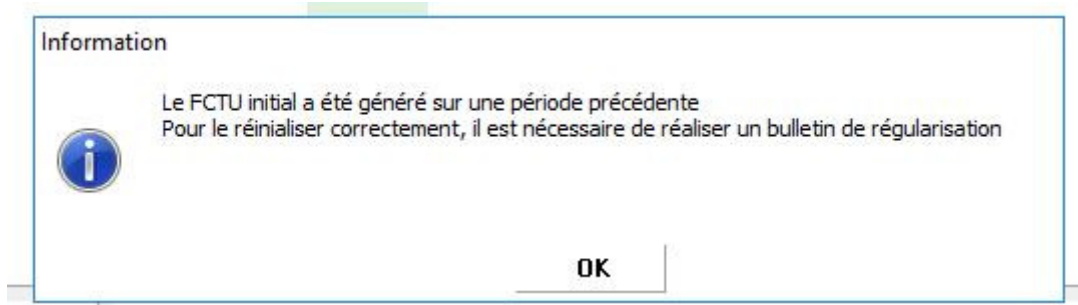 Information
Le FCTU initial a été généré sur une période précédente
Pour le réinialiser correctement, il est nécessaire de réaliser un bulletin de régularisation
OK